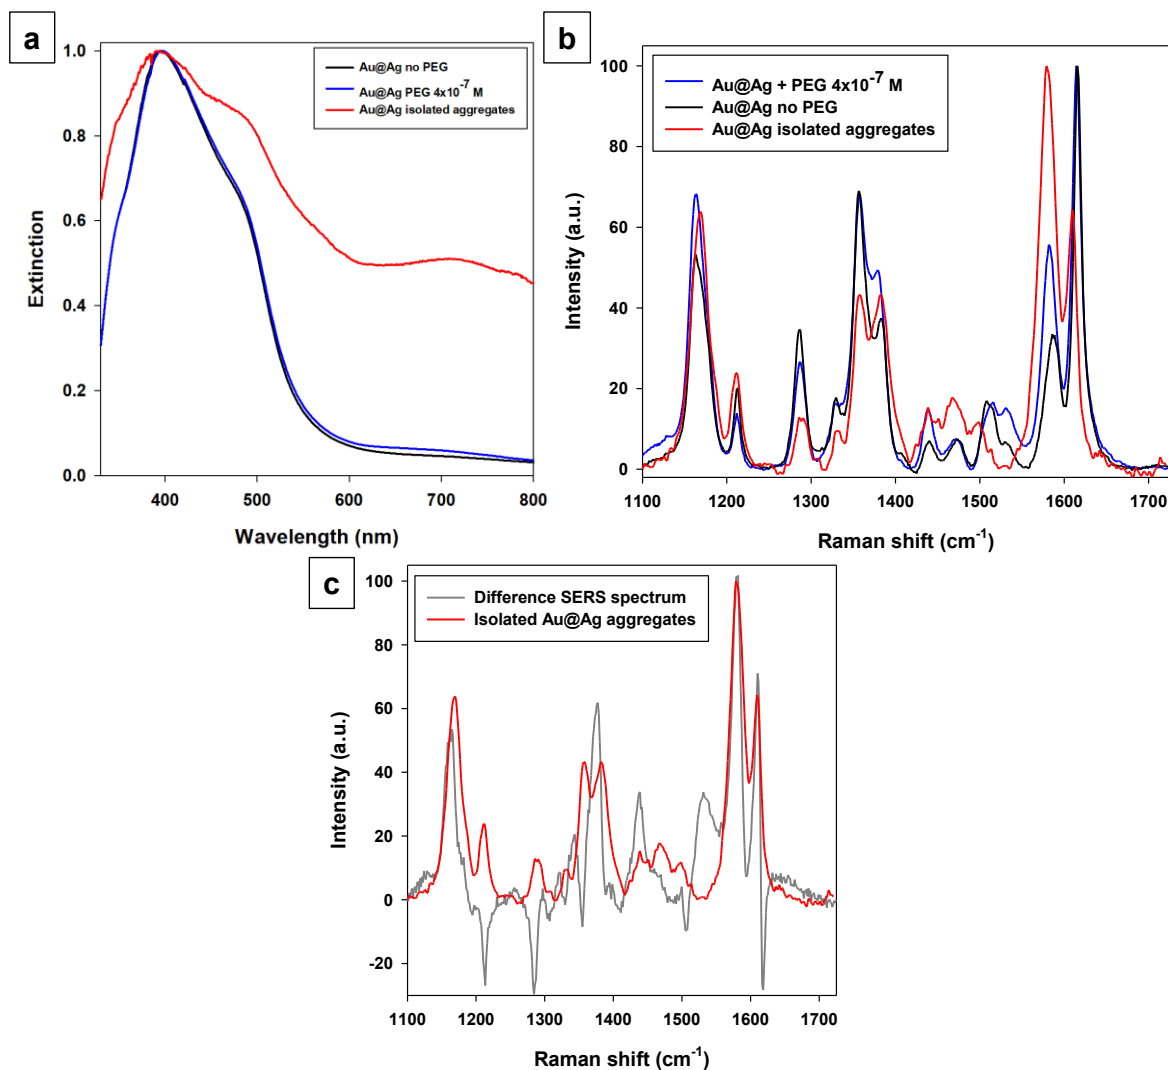 a
1.0
0.8
0.6
0.4
0.2
0.0
Extinction
400 500 600 700 800
Wavelength (nm)
Au@Ag no PEG
Au@Ag PEG 4x10⁻⁷ M
Au@Ag isolated aggregates
b
100
80
60
40
20
0
Intensity (a.u.)
1100 1200 1300 1400 1500 1600 1700
Raman shift (cm⁻¹)
Au@Ag + PEG 4x10⁻⁷ M
Au@Ag no PEG
Au@Ag isolated aggregates
c
100
80
60
40
20
0
-20
Intensity (a.u.)
1100 1200 1300 1400 1500 1600 1700
Raman shift (cm⁻¹)
Difference SERS spectrum
Isolated Au@Ag aggregates